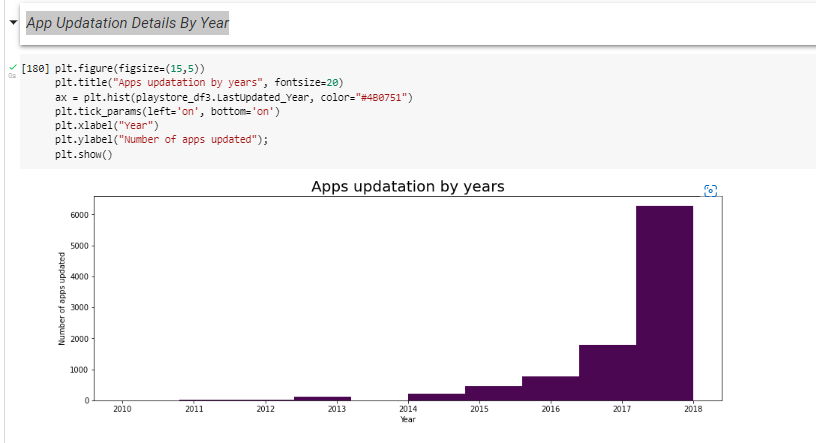 App Updatation Details By Year
[180] plt.figure(figsize=(15,5))
0s
plt.title("Apps updatation by years", fontsize=20)
ax = plt.hist(playstore_df3.LastUpdated_Year, color="#4B0751")
plt.tick_params(left='on', bottom='on')
plt.xlabel("Year")
plt.ylabel("Number of apps updated");
plt.show()
Apps updatation by years
6000
5000
4000
3000
2000
1000
0
Number of apps updated
2010 2011 2012 2013 2014 2015 2016 2017 2018
Year